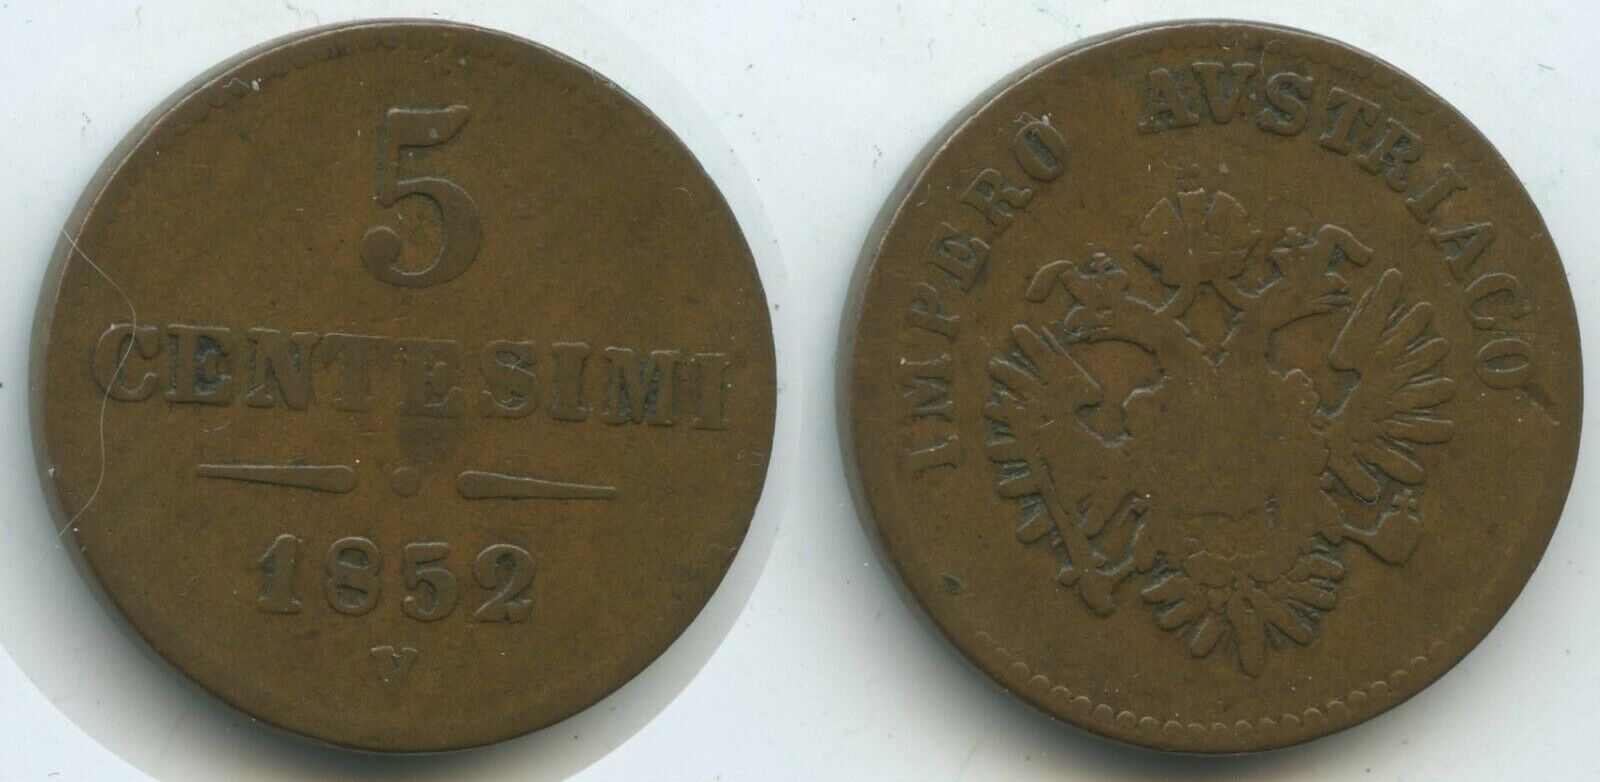 5
CENTESIMI
1852
V
IMPERO AVSTRIACO